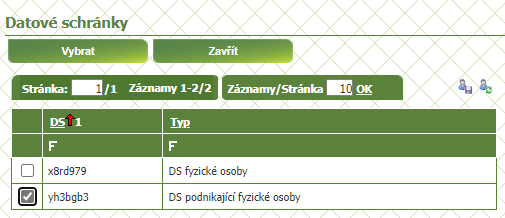 Datové schránky
Vybrat Zavřít
Stránka: 1/1 Záznamy 1-2/2 Záznamy/Stránka 10 OK
DS 1 Typ
F F
x8rd979 DS fyzické osoby
yh3bgb3 DS podnikající fyzické osoby